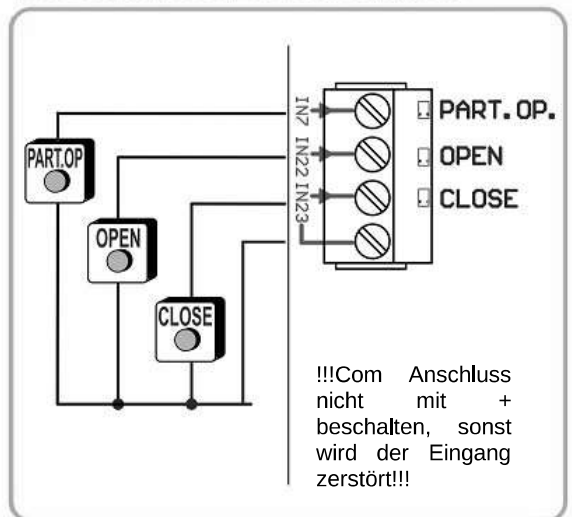 IN7
PART.OP.
PART.OP
IN22
OPEN
OPEN
IN23
CLOSE
CLOSE
!!!Com Anschluss
nicht mit +
beschalten, sonst
wird der Eingang
zerstört!!!